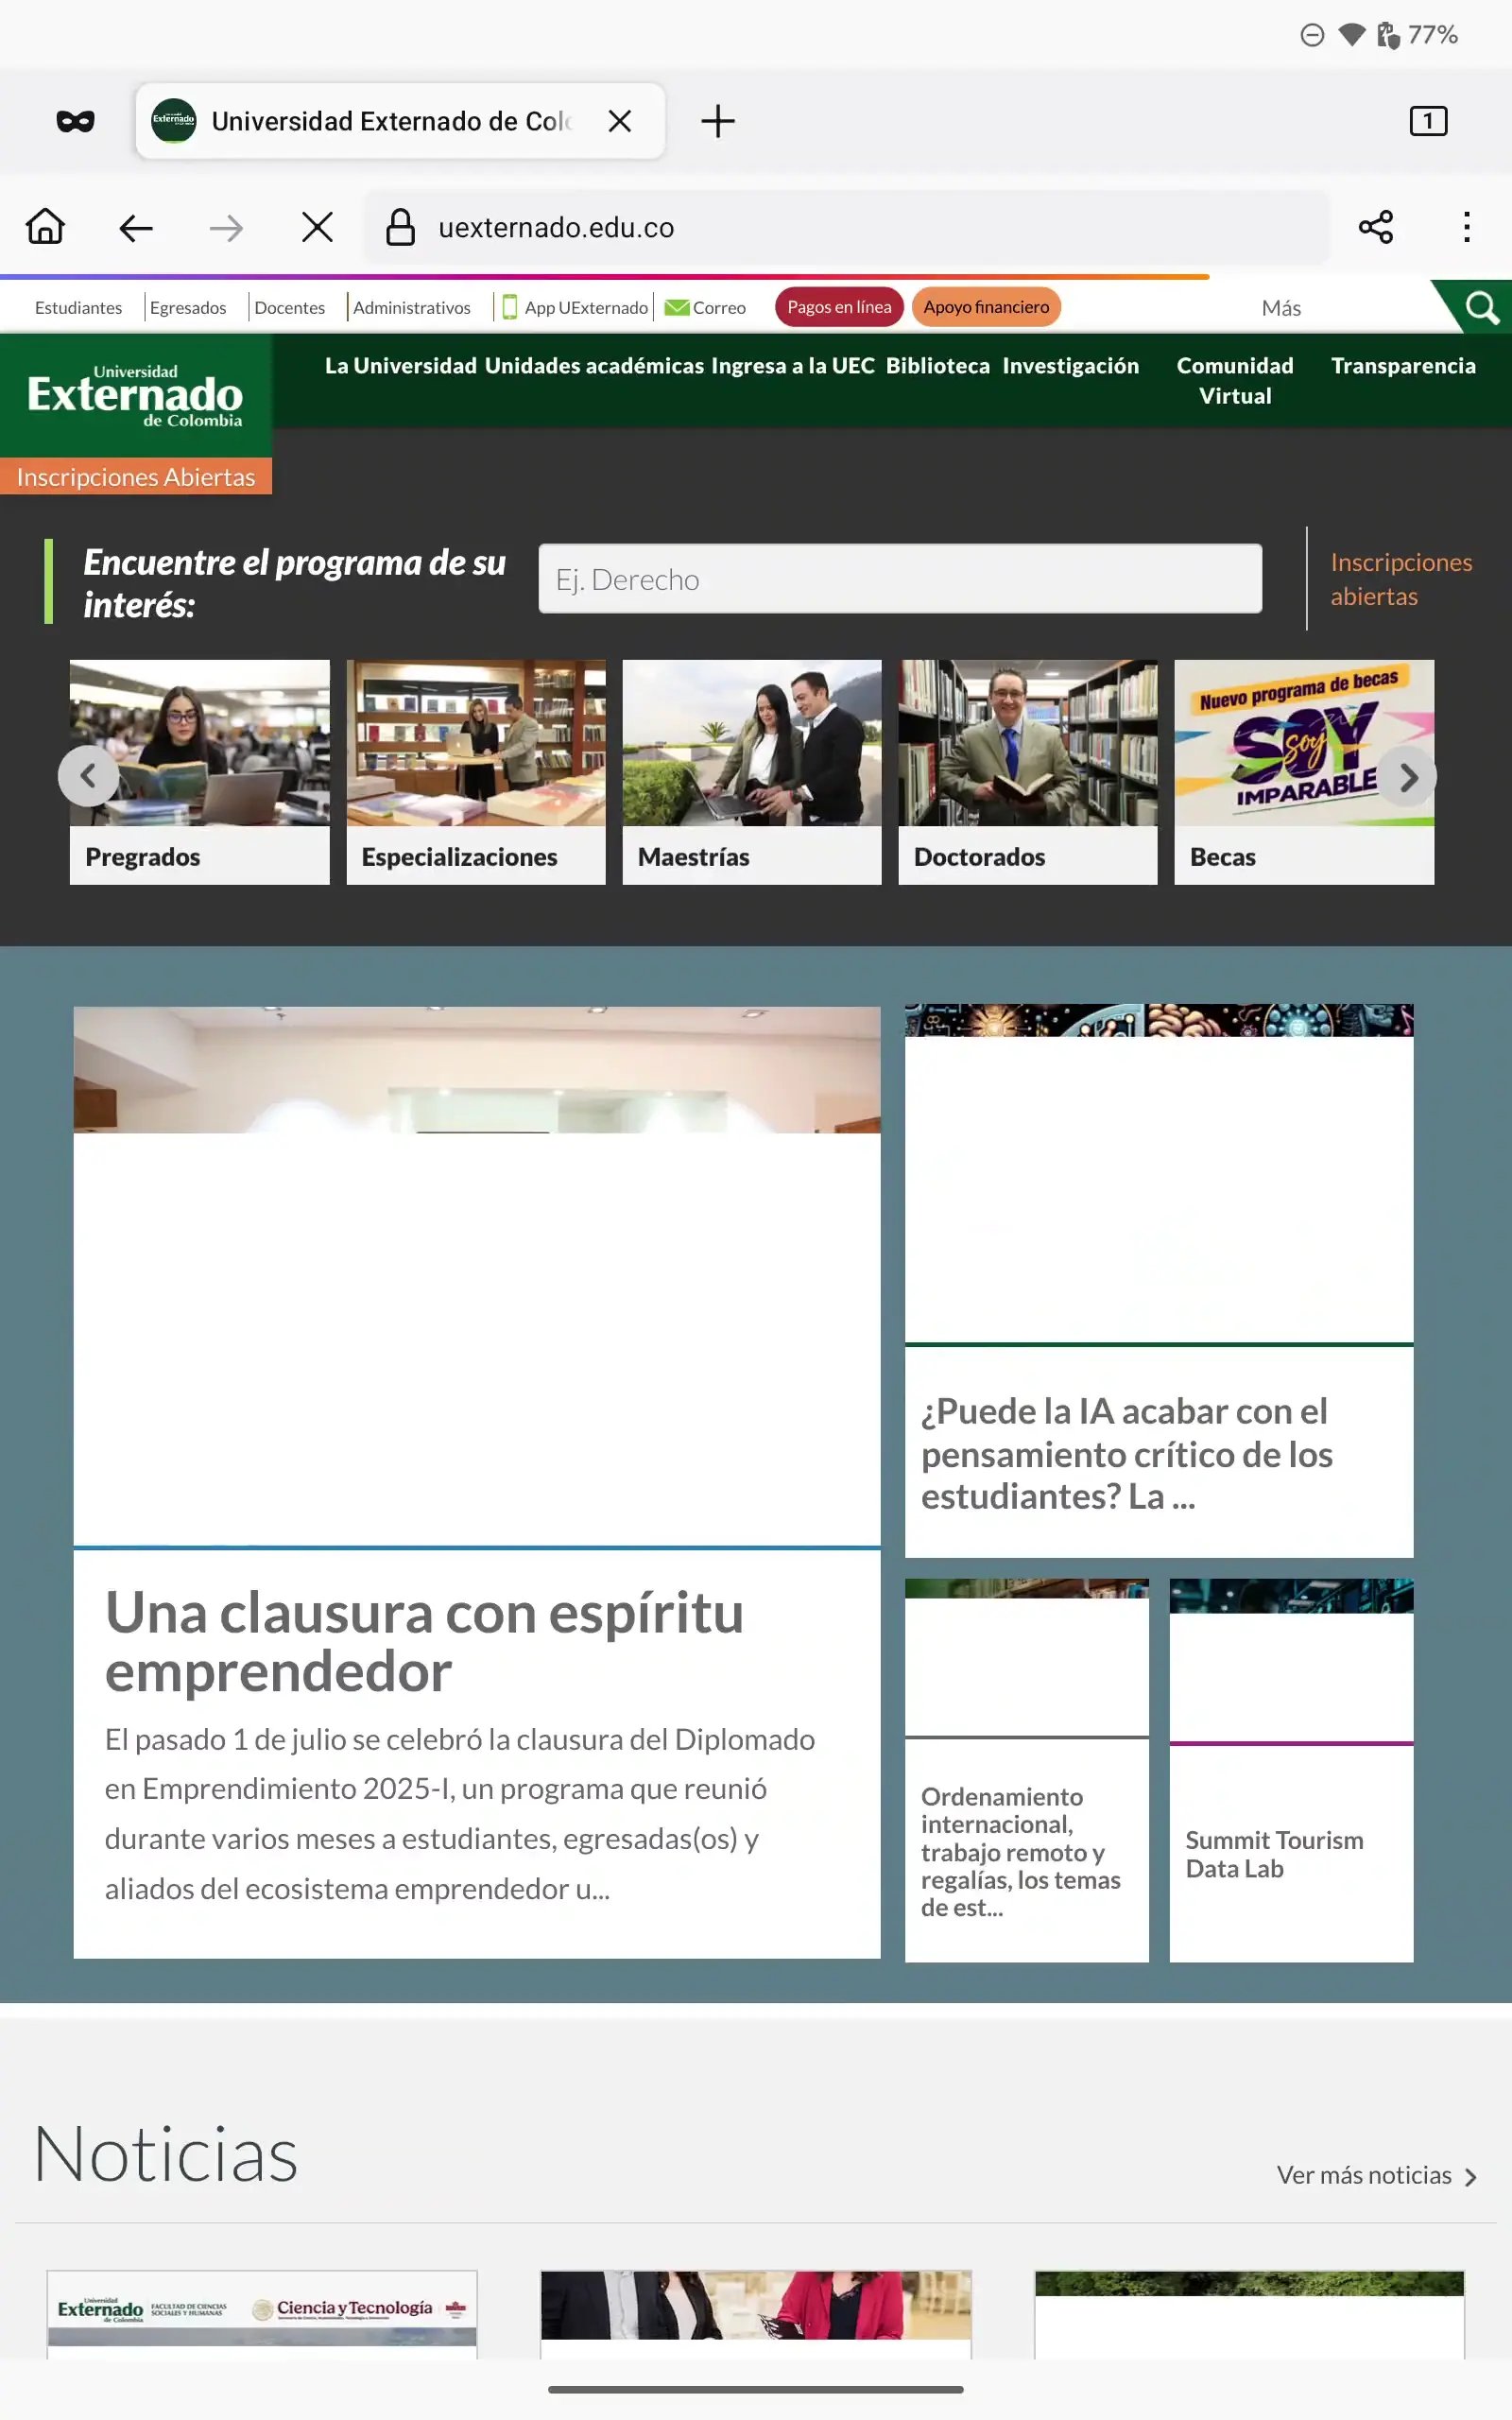 77%
Universidad Externado de Col
1
uexternado.edu.co
Estudiantes Egresados Docentes Administrativos App UExternado Correo Pagos en línea Apoyo financiero Más
La Universidad Unidades académicas Ingresa a la UEC Biblioteca Investigación Comunidad Virtual Transparencia
Universidad
Externado
de Colombia
Inscripciones Abiertas
Encuentre el programa de su
interés:
Ej. Derecho
Inscripciones
abiertas
Nuevo programa de becas
soy
SOY
IMPARABLE
Pregrados
Especializaciones
Maestrías
Doctorados
Becas
Una clausura con espíritu
emprendedor
El pasado 1 de julio se celebró la clausura del Diplomado
en Emprendimiento 2025-I, un programa que reunió
durante varios meses a estudiantes, egresadas(os) y
aliados del ecosistema emprendedor u...
¿Puede la IA acabar con el
pensamiento crítico de los
estudiantes? La ...
Ordenamiento
internacional,
trabajo remoto y
regalías, los temas
de est...
Summit Tourism
Data Lab
Noticias
Ver más noticias
Universidad
Externado
de Colombia
FACULTAD DE CIENCIAS
SOCIALES Y HUMANAS
Ciencia y Tecnología